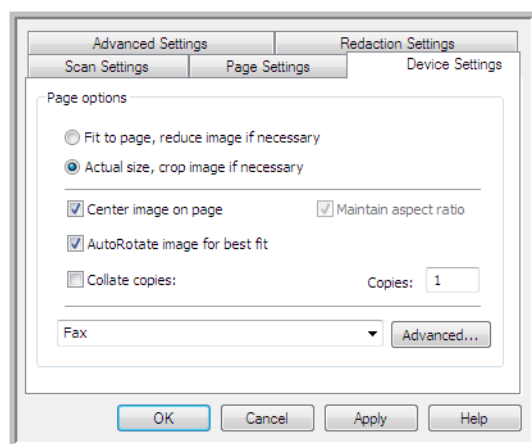 Advanced Settings Redaction Settings
Scan Settings Page Settings Device Settings
Page options
Fit to page, reduce image if necessary
Actual size, crop image if necessary
Center image on page Maintain aspect ratio
AutoRotate image for best fit
Collate copies: Copies: 1
Fax Advanced...
OK Cancel Apply Help